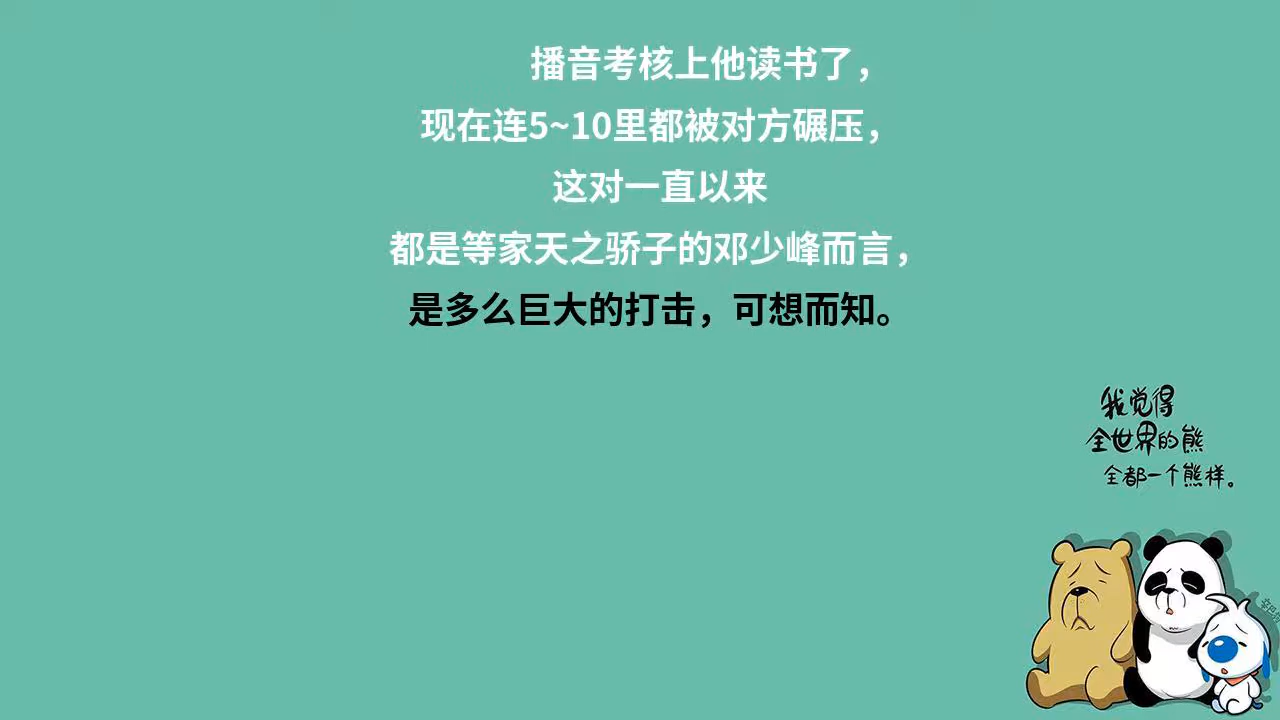 播音考核上他读书了，
现在连5~10里都被对方碾压，
这对一直以来
都是等家天之骄子的邓少峰而言，
是多么巨大的打击，可想而知。
我觉得
全世界的熊
全都一个熊样。